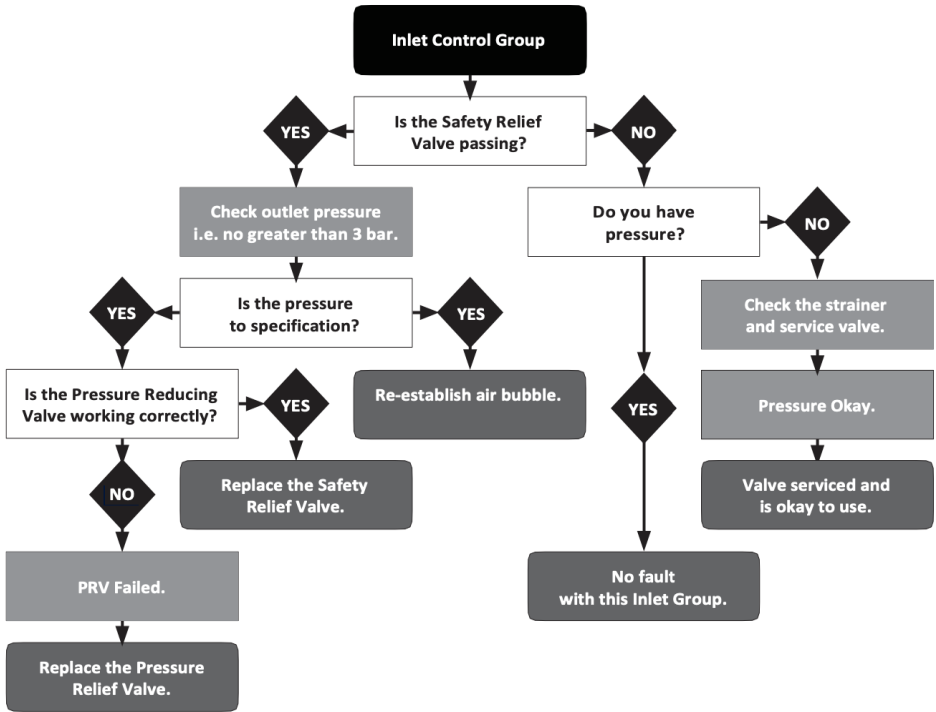 Inlet Control Group
Is the Safety Relief
Valve passing?
YES
NO
Check outlet pressure
i.e. no greater than 3 bar.
Do you have
pressure?
NO
Is the pressure
to specification?
YES
YES
Check the strainer
and service valve.
Is the Pressure Reducing
Valve working correctly?
YES
Re-establish air bubble.
YES
Pressure Okay.
NO
Replace the Safety
Relief Valve.
Valve serviced and
is okay to use.
PRV Failed.
No fault
with this Inlet Group.
Replace the Pressure
Relief Valve.